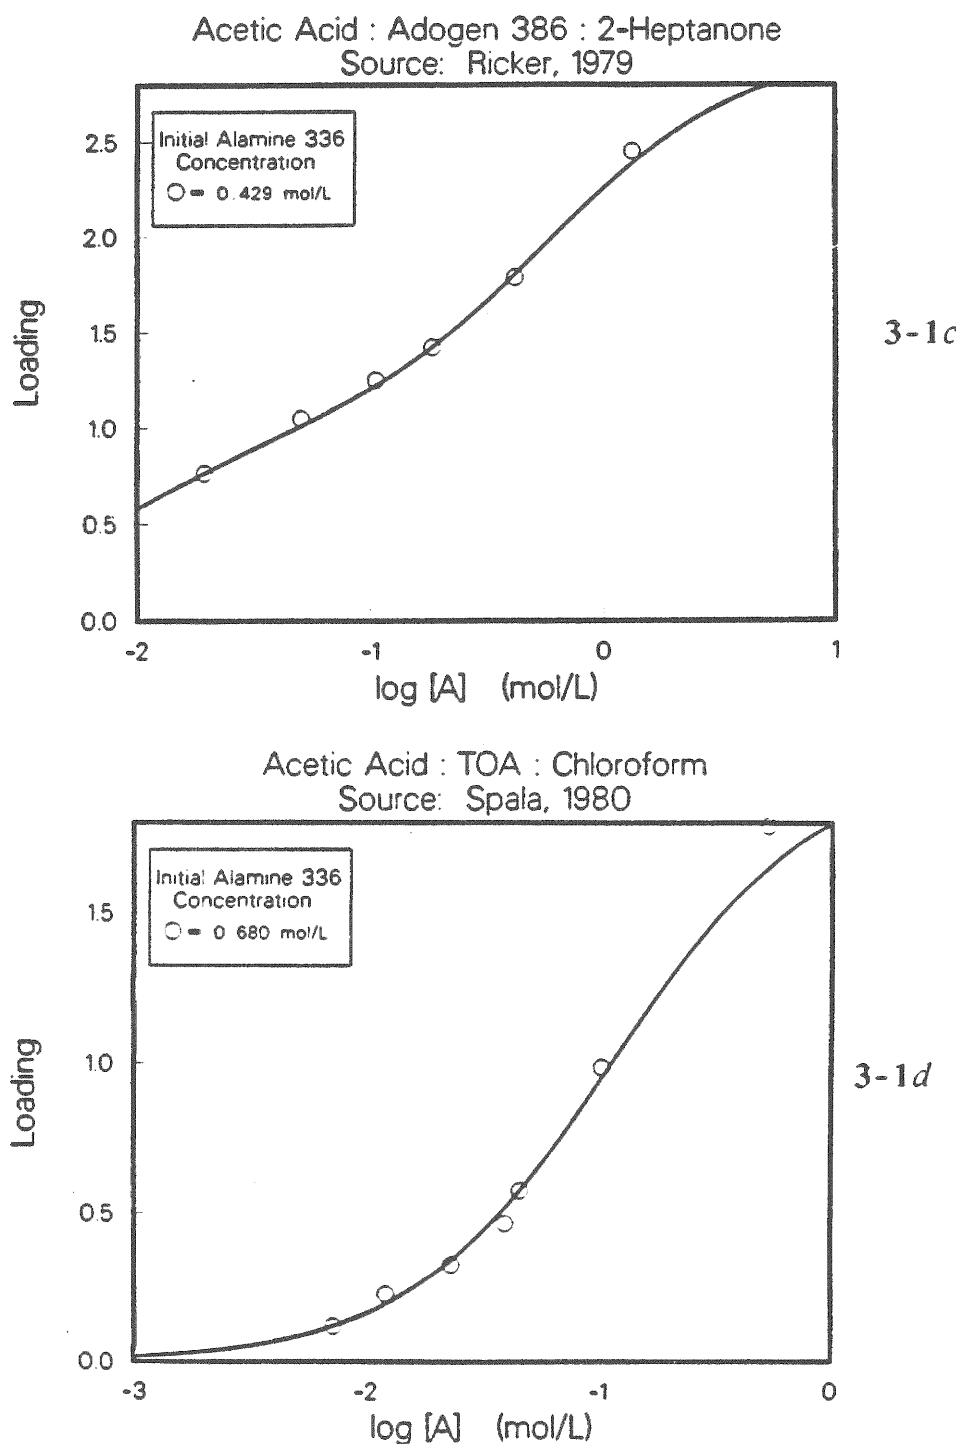 Acetic Acid : Adogen 386 : 2-Heptanone
Source: Ricker, 1979
Initial Alamine 336
Concentration
O= 0.429 mol/L
2.5
2.0
1.5
1.0
0.5
0.0
Loading
-2
-1
0
1
log [A] (mol/L)
3-1c
Acetic Acid : TOA : Chloroform
Source: Spala, 1980
Initial Alamine 336
Concentration
O= 0 680 mol/L
1.5
1.0
0.5
0.0
Loading
-3
-2
-1
0
log [A] (mol/L)
3-1d